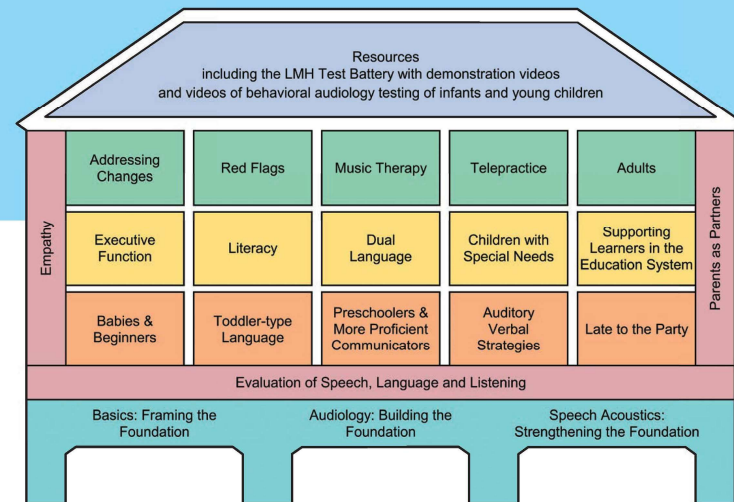 Resources
including the LMH Test Battery with demonstration videos
and videos of behavioral audiology testing of infants and young children
Empathy
Addressing
Changes
Red Flags
Music Therapy
Telepractice
Adults
Parents as Partners
Executive
Function
Literacy
Dual
Language
Children with
Special Needs
Supporting
Learners in the
Education System
Babies &
Beginners
Toddler-type
Language
Preschoolers &
More Proficient
Communicators
Auditory
Verbal
Strategies
Late to the Party
Evaluation of Speech, Language and Listening
Basics: Framing the
Foundation
Audiology: Building the
Foundation
Speech Acoustics:
Strengthening the Foundation